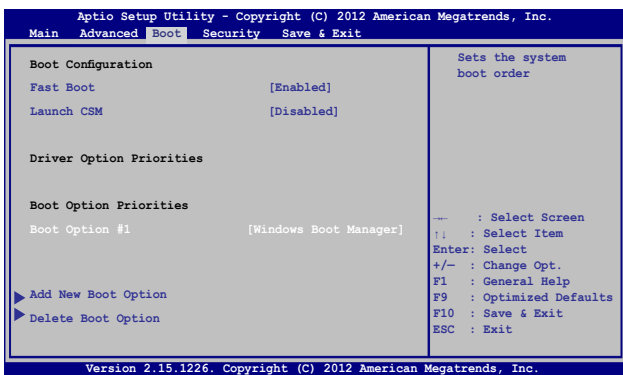 Aptio Setup Utility - Copyright (C) 2012 American Megatrends, Inc.
Main Advanced Boot Security Save & Exit
Boot Configuration
Fast Boot [Enabled]
Launch CSM [Disabled]
Driver Option Priorities
Boot Option Priorities
Boot Option #1 [Windows Boot Manager]
Add New Boot Option
Delete Boot Option
Sets the system
boot order
→← : Select Screen
↑↓ : Select Item
Enter: Select
+/— : Change Opt.
F1 : General Help
F9 : Optimized Defaults
F10 : Save & Exit
ESC : Exit
Version 2.15.1226. Copyright (C) 2012 American Megatrends, Inc.